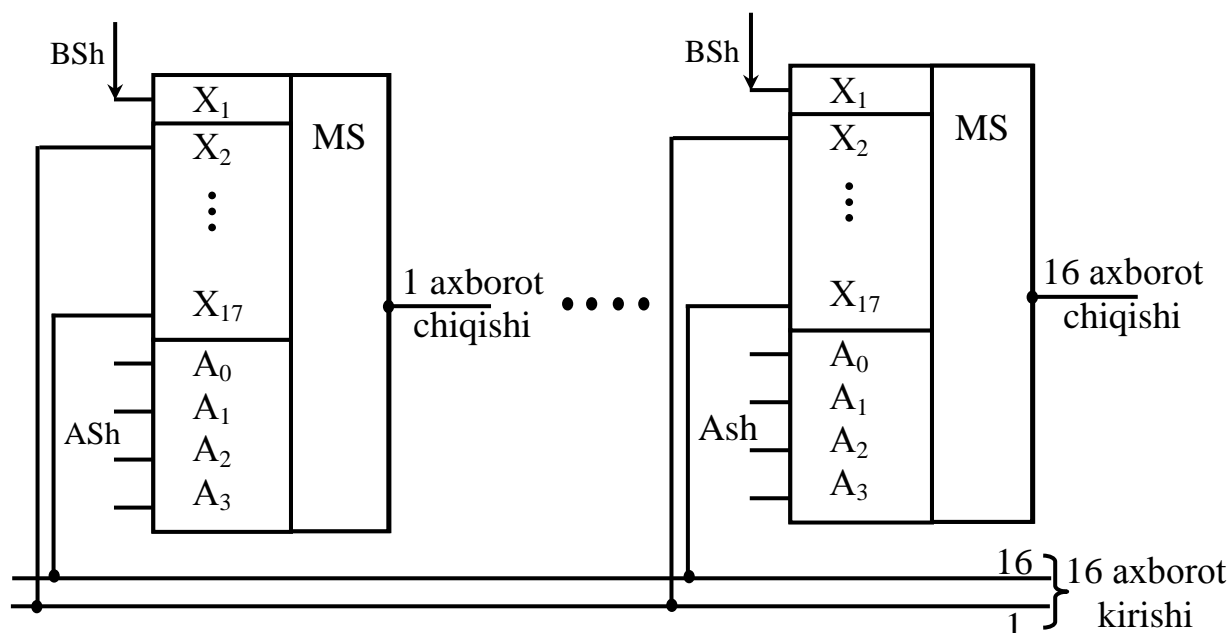 BSh
X₁
MS
X₂
X₁₇
A₀
A₁
A₂
A₃
ASh
1 axborot
chiqishi
BSh
X₁
MS
X₂
X₁₇
A₀
A₁
A₂
A₃
Ash
16 axborot
chiqishi
16
1
16 axborot
kirishi